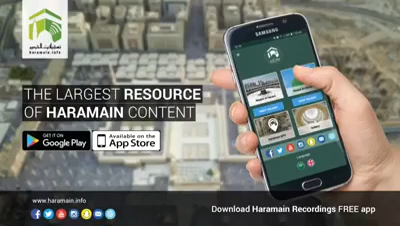 haramain.info
THE LARGEST RESOURCE
OF HARAMAIN CONTENT
GET IT ON
Google Play
Available on the
App Store
SAMSUNG
www.haramain.info
Download Haramain Recordings FREE app